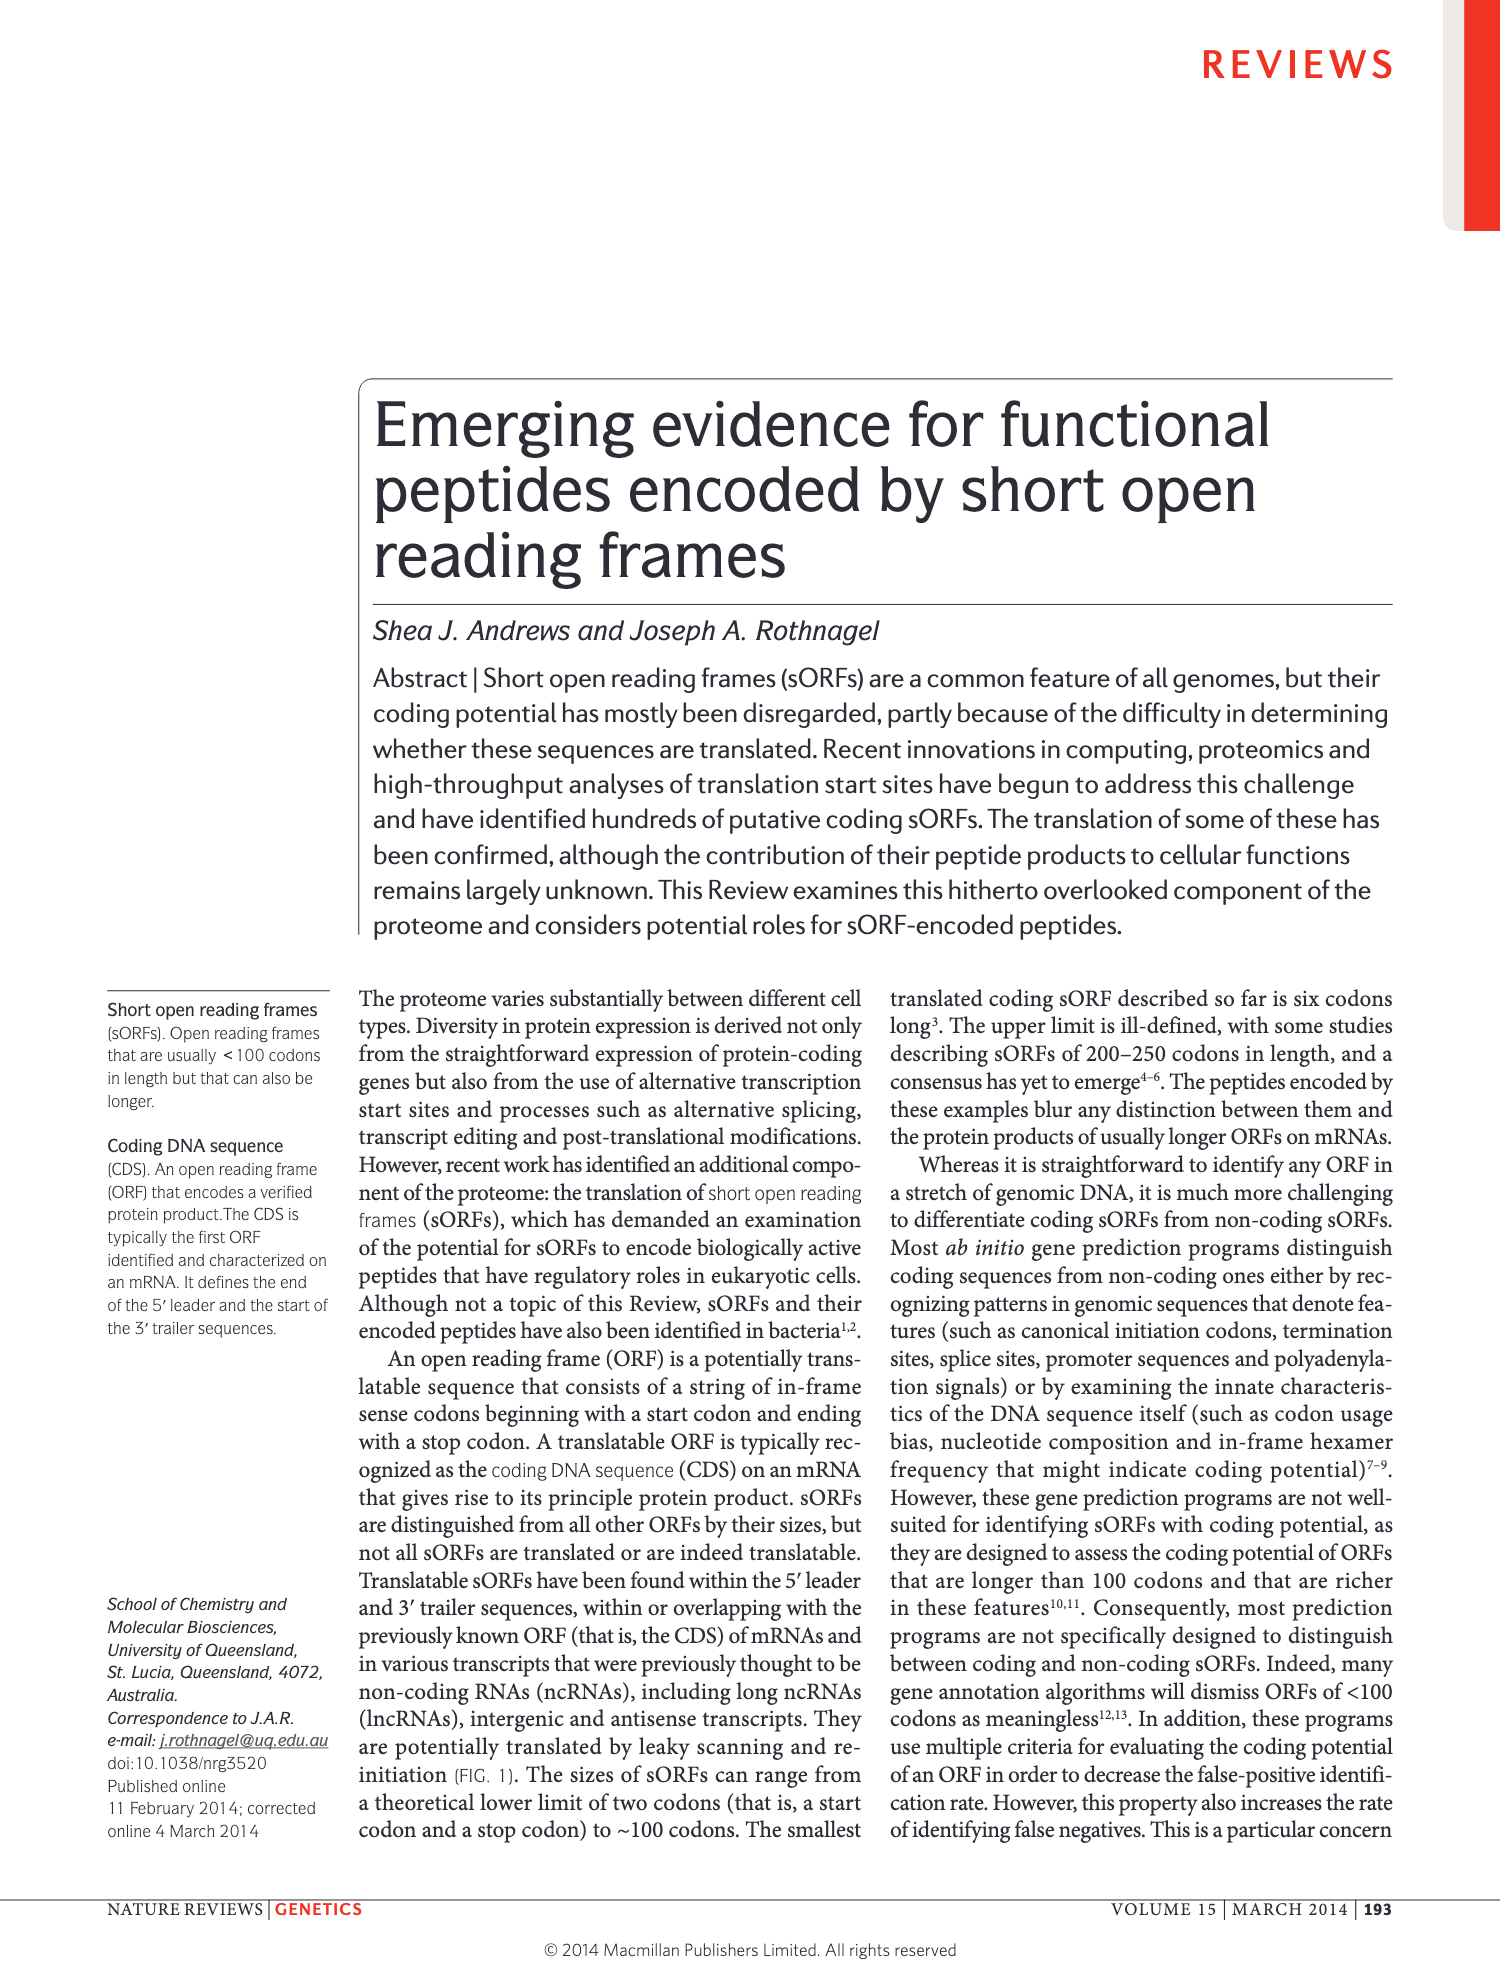 REVIEWS
Emerging evidence for functional
peptides encoded by short open
reading frames
Shea J. Andrews and Joseph A. Rothnagel
Abstract | Short open reading frames (sORFs) are a common feature of all genomes, but their
coding potential has mostly been disregarded, partly because of the difficulty in determining
whether these sequences are translated. Recent innovations in computing, proteomics and
high-throughput analyses of translation start sites have begun to address this challenge
and have identified hundreds of putative coding sORFs. The translation of some of these has
been confirmed, although the contribution of their peptide products to cellular functions
remains largely unknown. This Review examines this hitherto overlooked component of the
proteome and considers potential roles for sORF-encoded peptides.
Short open reading frames
(sORFs). Open reading frames
that are usually <100 codons
in length but that can also be
longer.
Coding DNA sequence
(CDS). An open reading frame
(ORF) that encodes a verified
protein product.The CDS is
typically the first ORF
identified and characterized on
an mRNA. It defines the end
of the 5′ leader and the start of
the 3′ trailer sequences.
School of Chemistry and
Molecular Biosciences,
University of Queensland,
St. Lucia, Queensland, 4072,
Australia.
Correspondence to J.A.R.
e-mail: j.rothnagel@uq.edu.au
doi:10.1038/nrg3520
Published online
11 February 2014; corrected
online 4 March 2014
The proteome varies substantially between different cell
types. Diversity in protein expression is derived not only
from the straightforward expression of protein-coding
genes but also from the use of alternative transcription
start sites and processes such as alternative splicing,
transcript editing and post-translational modifications.
However, recent work has identified an additional compo-
nent of the proteome: the translation of short open reading
frames (sORFs), which has demanded an examination
of the potential for sORFs to encode biologically active
peptides that have regulatory roles in eukaryotic cells.
Although not a topic of this Review, sORFs and their
encoded peptides have also been identified in bacteria1,2.
An open reading frame (ORF) is a potentially trans-
latable sequence that consists of a string of in-frame
sense codons beginning with a start codon and ending
with a stop codon. A translatable ORF is typically rec-
ognized as the coding DNA sequence (CDS) on an mRNA
that gives rise to its principle protein product. sORFs
are distinguished from all other ORFs by their sizes, but
not all sORFs are translated or are indeed translatable.
Translatable sORFs have been found within the 5′ leader
and 3′ trailer sequences, within or overlapping with the
previously known ORF (that is, the CDS) of mRNAs and
in various transcripts that were previously thought to be
non-coding RNAs (ncRNAs), including long ncRNAs
(lncRNAs), intergenic and antisense transcripts. They
are potentially translated by leaky scanning and re-
initiation (FIG. 1). The sizes of sORFs can range from
a theoretical lower limit of two codons (that is, a start
codon and a stop codon) to ~100 codons. The smallest
translated coding sORF described so far is six codons
long3. The upper limit is ill-defined, with some studies
describing sORFs of 200–250 codons in length, and a
consensus has yet to emerge4–6. The peptides encoded by
these examples blur any distinction between them and
the protein products of usually longer ORFs on mRNAs.
Whereas it is straightforward to identify any ORF in
a stretch of genomic DNA, it is much more challenging
to differentiate coding sORFs from non-coding sORFs.
Most ab initio gene prediction programs distinguish
coding sequences from non-coding ones either by rec-
ognizing patterns in genomic sequences that denote fea-
tures (such as canonical initiation codons, termination
sites, splice sites, promoter sequences and polyadenyla-
tion signals) or by examining the innate characteris-
tics of the DNA sequence itself (such as codon usage
bias, nucleotide composition and in-frame hexamer
frequency that might indicate coding potential)7–9.
However, these gene prediction programs are not well-
suited for identifying sORFs with coding potential, as
they are designed to assess the coding potential of ORFs
that are longer than 100 codons and that are richer
in these features10,11. Consequently, most prediction
programs are not specifically designed to distinguish
between coding and non-coding sORFs. Indeed, many
gene annotation algorithms will dismiss ORFs of <100
codons as meaningless12,13. In addition, these programs
use multiple criteria for evaluating the coding potential
of an ORF in order to decrease the false-positive identifi-
cation rate. However, this property also increases the rate
of identifying false negatives. This is a particular concern
NATURE REVIEWS | GENETICS
VOLUME 15 | MARCH 2014 | 193
© 2014 Macmillan Publishers Limited. All rights reserved